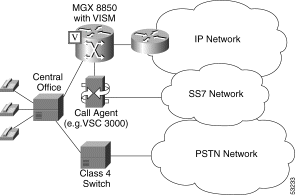 MGX 8850
with VISM
V
IP Network
Central
Office
SS7 Network
Call Agent
(e.g.VSC 3000)
PSTN Network
Class 4
Switch
53233